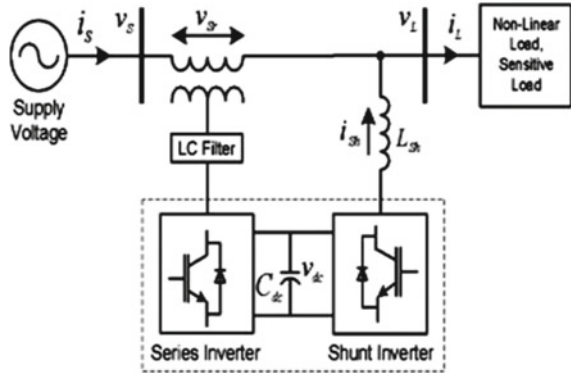 i_S
v_S
v_Sr
v_L
i_L
Non-Linear
Load,
Sensitive
Load
Supply
Voltage
LC Filter
i_Sh
L_Sh
C_dc
v_dc
Series Inverter
Shunt Inverter